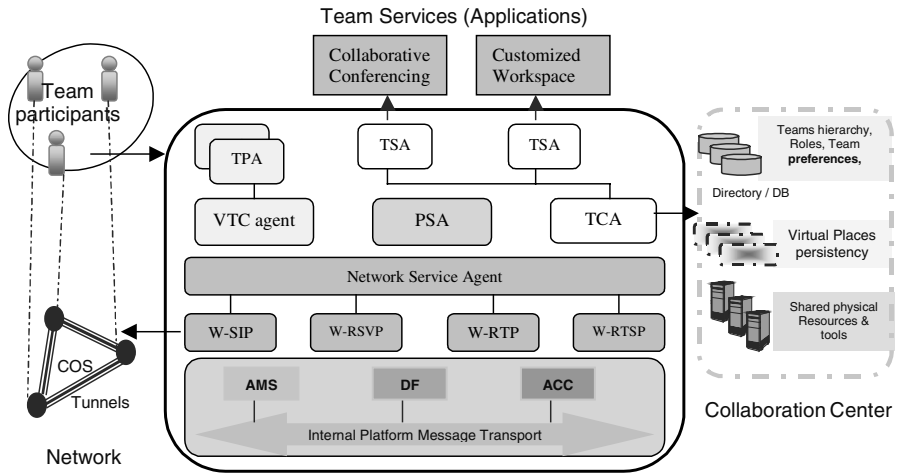 Team Services (Applications)
Collaborative
Conferencing
Customized
Workspace
Team
participants
TPA
TSA
TSA
VTC agent
PSA
TCA
Teams hierarchy,
Roles, Team
preferences,
Directory / DB
Virtual Places
persistency
Shared physical
Resources &
tools
Collaboration Center
Network Service Agent
W-SIP
W-RSVP
W-RTP
W-RTSP
AMS
DF
ACC
Internal Platform Message Transport
COS
Tunnels
Network